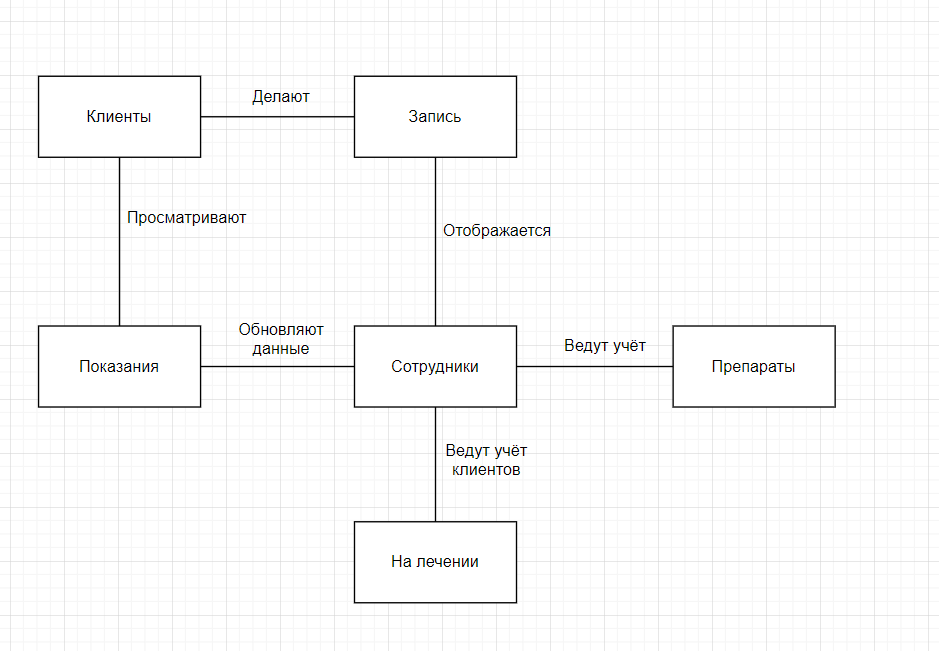 Делают
Клиенты
Запись
Просматривают
Отображается
Обновляют
данные
Ведут учёт
Показания
Сотрудники
Препараты
Ведут учёт
клиентов
На лечении